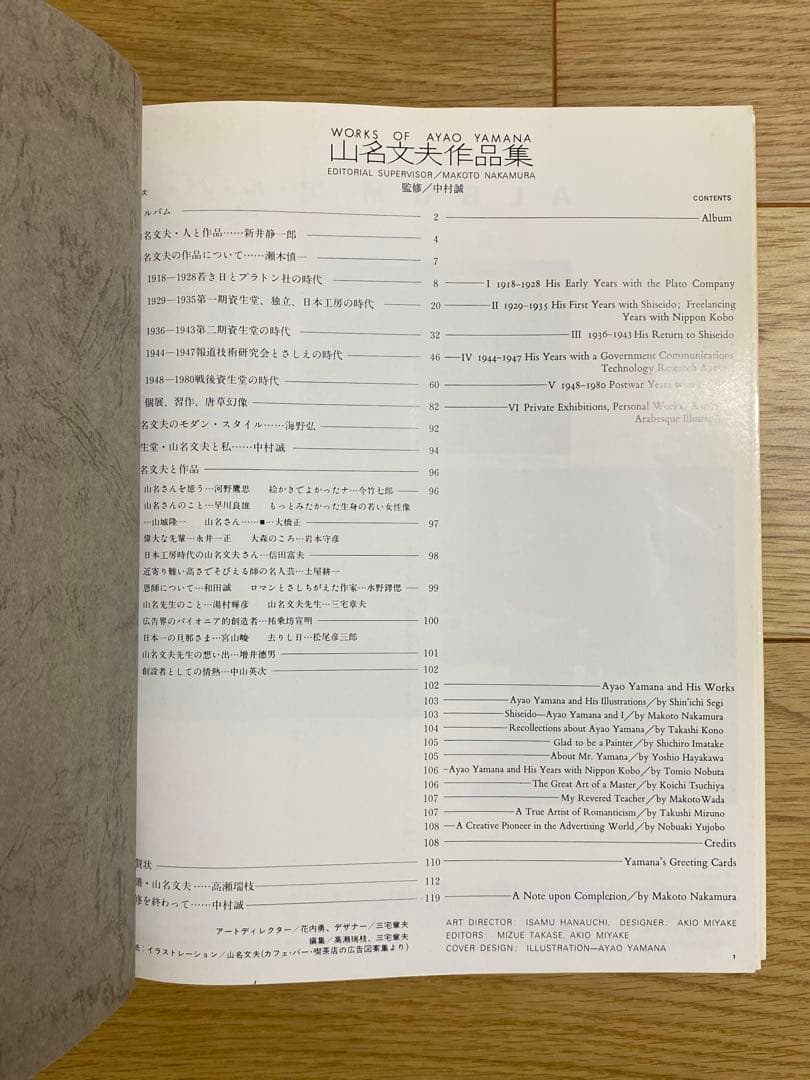 WORKS OF AYAO YAMANA
山名文夫作品集
EDITORIAL SUPERVISOR/MAKOTO NAKAMURA
監修/中村誠
次 CONTENTS
ルバム 2 Album
名文夫・人と作品……新井静一郎 4
名文夫の作品について……瀬木慎一 7
1918—1928若き日とプラトン社の時代 8 I 1918-1928 His Early Years with the Plato Company
1929—1935第一期資生堂、独立、日本工房の時代 20 II 1929-1935 His First Years with Shiseido; Freelancing
Years with Nippon Kobo
1936—1943第二期資生堂の時代 32 III 1936-1943 His Return to Shiseido
1944—1947報道技術研究会とさしえの時代 46 IV 1944-1947 His Years with a Government Communications
Technology Research
1948—1980戦後資生堂の時代 60 V 1948-1980 Postwar Years
個展、習作、唐草幻像 82 VI Private Exhibitions, Personal Works,
Arabesque
名文夫のモダン・スタイル……海野弘 92
生堂・山名文夫と私……中村誠 94
名文夫と作品 96
山名さんを憶う…河野鷹思 絵かきでよかったナ…今竹七郎 96
山名さんのこと…早川良雄 もっとみたかった生身の若い女性像
…山城隆一 山名さん……■…大橋正 97
偉大な先輩…永井一正 大森のころ…岩本守彦
日本工房時代の山名文夫さん…信田富夫 98
近寄り難い高さでそびえる師の名人芸…土屋耕一
恩師について…和田誠 ロマンとさしちがえた作家…水野鐸偲 99
山名先生のこと…湯村輝彦 山名文夫先生…三宅章夫
広告界のパイオニア的創造者…祐乗坊宣明 100
日本一の旦那さま…宮山峻 去りし日…松尾彦三郎
山名文夫先生の想い出…増井徳男 101
創設者としての情熱…中山英次 102
102 Ayao Yamana and His Works
103 Ayao Yamana and His Illustrations/by Shin'ichi Segi
103 Shiseido—Ayao Yamana and I/by Makoto Nakamura
104 Recollections about Ayao Yamana/by Takashi Kono
105 Glad to be a Painter/by Shichiro Imatake
105 About Mr. Yamana/by Yoshio Hayakawa
106 Ayao Yamana and His Years with Nippon Kobo/by Tomio Nobuta
106 The Great Art of a Master/by Koichi Tsuchiya
107 My Revered Teacher/by Makoto Wada
107 A True Artist of Romanticism/by Takushi Mizuno
108 A Creative Pioneer in the Advertising World/by Nobuaki Yujobo
108 Credits
賀状 110 Yamana's Greeting Cards
・山名文夫……高瀬瑞枝 112
を終わって……中村誠 119 A Note upon Completion/by Makoto Nakamura
アートディレクター/花内勇、デザイナー/三宅章夫
編集/高瀬瑞枝、三宅章夫
:イラストレーション/山名文夫(カフェ・バー・喫茶店の広告図案集より)
ART DIRECTOR: ISAMU HANAUCHI, DESIGNER: AKIO MIYAKE
EDITORS: MIZUE TAKASE, AKIO MIYAKE
COVER DESIGN: ILLUSTRATION—AYAO YAMANA
1